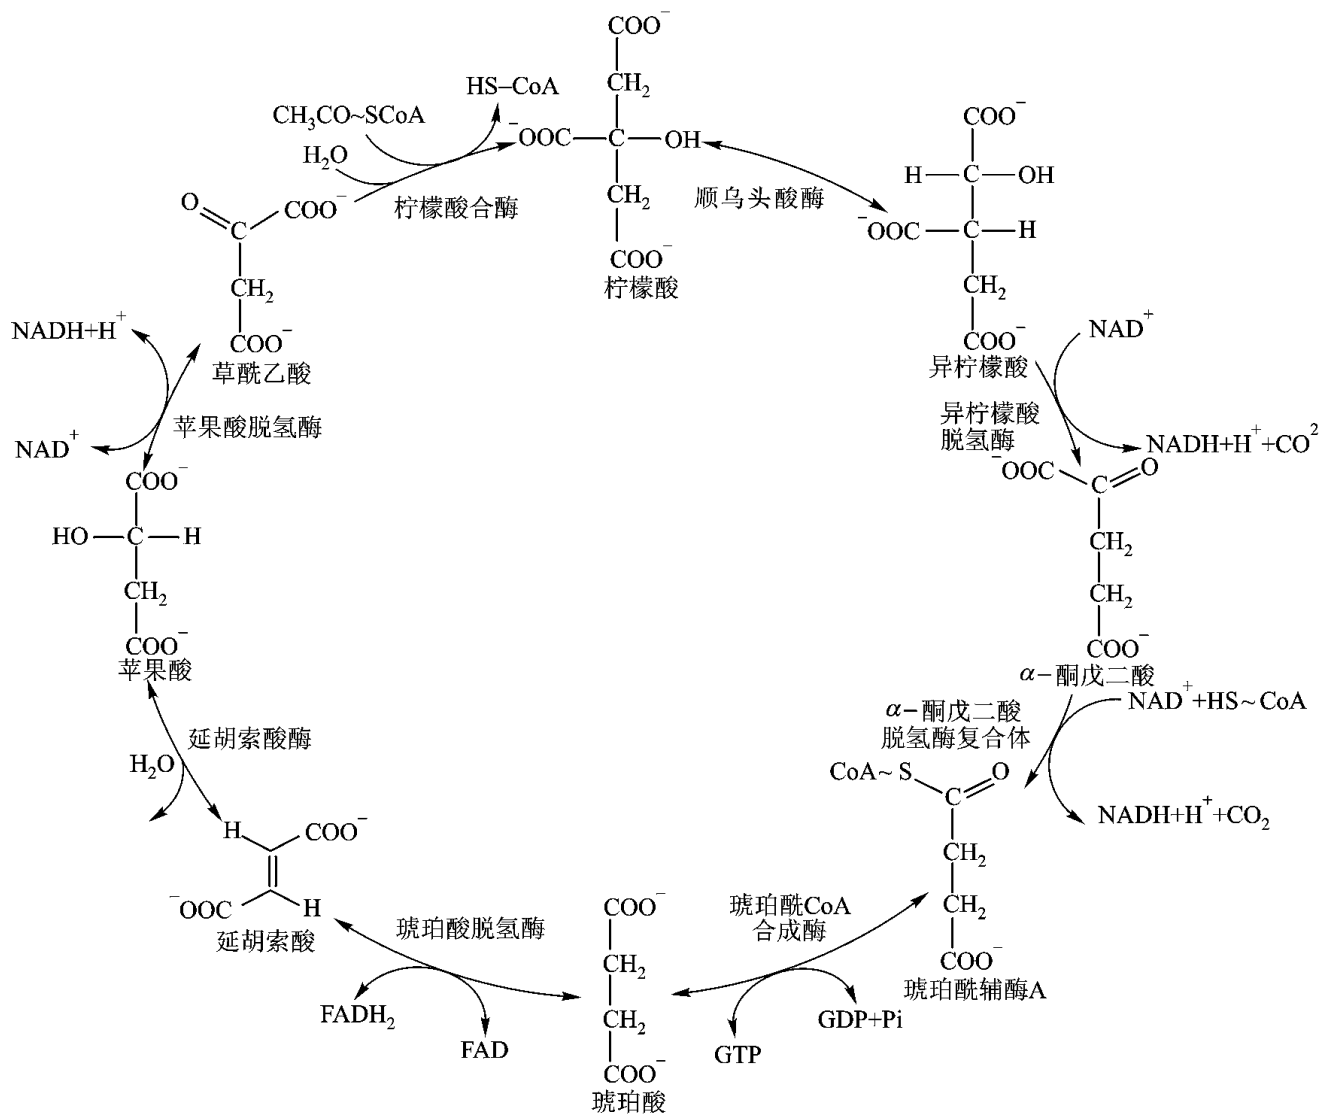 COO⁻
CH₂
⁻OOC—C—OH
CH₂
COO⁻
柠檬酸
HS–CoA
CH₃CO~SCoA
H₂O
柠檬酸合酶
顺乌头酸酶
COO⁻
H—C—OH
⁻OOC—C—H
CH₂
COO⁻
异柠檬酸
NAD⁺
异柠檬酸
脱氢酶
NADH+H⁺+CO²
⁻OOC C O
CH₂
CH₂
COO⁻
α–酮戊二酸
NAD⁺+HS~CoA
α–酮戊二酸
脱氢酶复合体
NADH+H⁺+CO₂
CoA~S C O
CH₂
CH₂
COO⁻
琥珀酰辅酶A
琥珀酰CoA
合成酶
GDP+Pi
GTP
COO⁻
CH₂
CH₂
COO⁻
琥珀酸
琥珀酸脱氢酶
FADH₂
FAD
H COO⁻
⁻OOC H
延胡索酸
延胡索酸酶
H₂O
COO⁻
HO—C—H
CH₂
COO⁻
苹果酸
苹果酸脱氢酶
NADH+H⁺
NAD⁺
O C COO⁻
CH₂
COO⁻
草酰乙酸